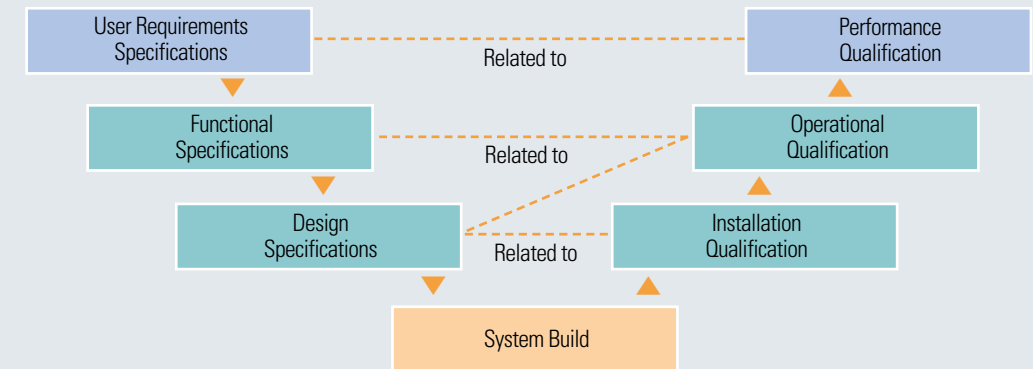 User Requirements
Specifications
Performance
Qualification
Related to
Functional
Specifications
Operational
Qualification
Related to
Design
Specifications
Installation
Qualification
Related to
System Build